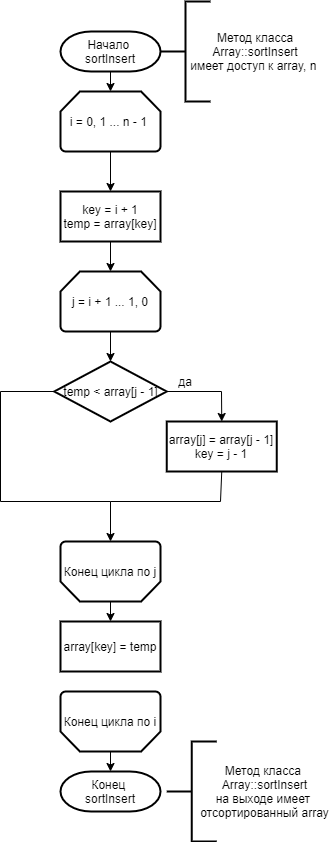 Начало
sortInsert
Метод класса
Array::sortInsert
имеет доступ к array, n
i = 0, 1 ... n - 1
key = i + 1
temp = array[key]
j = i + 1 ... 1, 0
temp < array[j - 1]
да
array[j] = array[j - 1]
key = j - 1
Конец цикла по j
array[key] = temp
Конец цикла по i
Конец
sortInsert
Метод класса
Array::sortInsert
на выходе имеет
отсортированный array